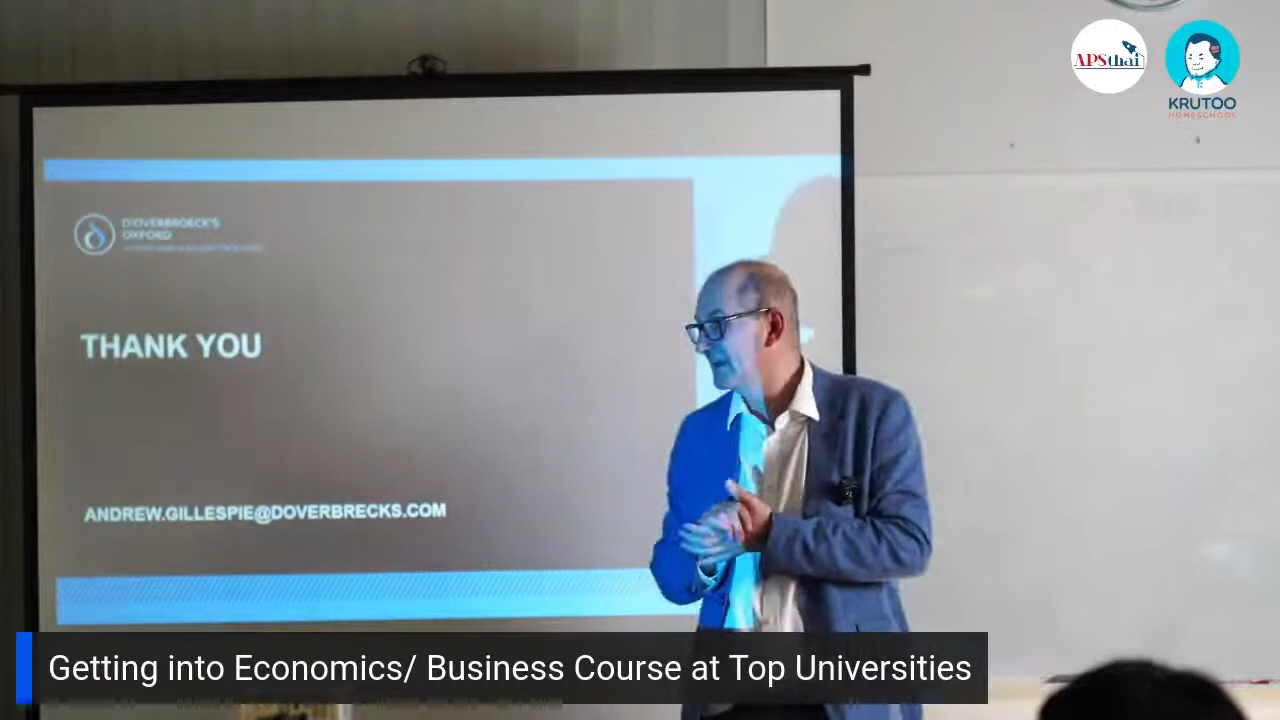 APSthai
KRUTOO
HOMESCHOOL
D'OVERBROECK'S
OXFORD
THANK YOU
ANDREW.GILLESPIE@DOVERBRECKS.COM
Getting into Economics/ Business Course at Top Universities